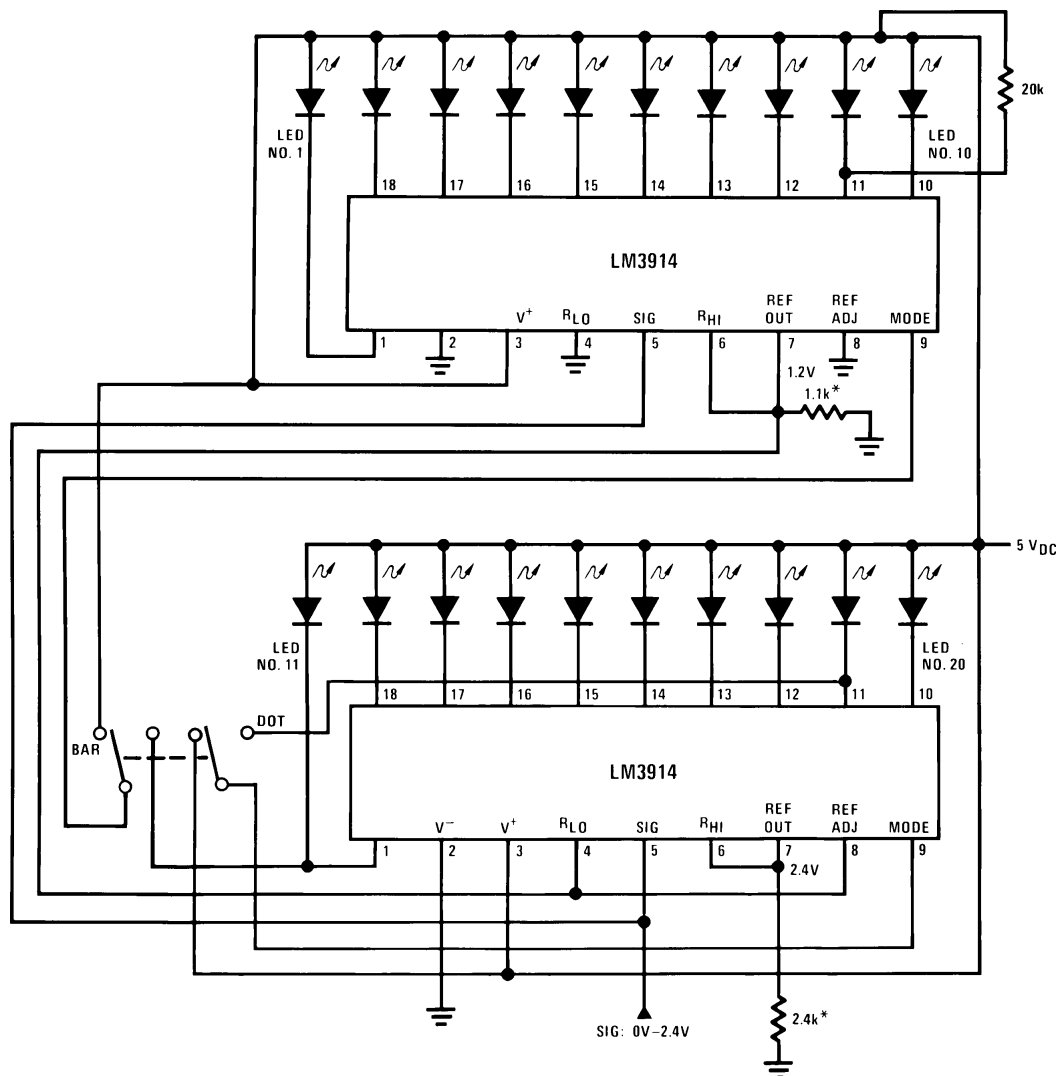 20k
LED
NO. 1
LED
NO. 10
18 17 16 15 14 13 12 11 10
LM3914
V+ RLO SIG RHI REF OUT REF ADJ MODE
1 2 3 4 5 6 7 8 9
1.2V
1.1k*
5 VDC
LED
NO. 11
LED
NO. 20
18 17 16 15 14 13 12 11 10
DOT
BAR
LM3914
V− V+ RLO SIG RHI REF OUT REF ADJ MODE
1 2 3 4 5 6 7 8 9
2.4V
2.4k*
SIG: 0V–2.4V